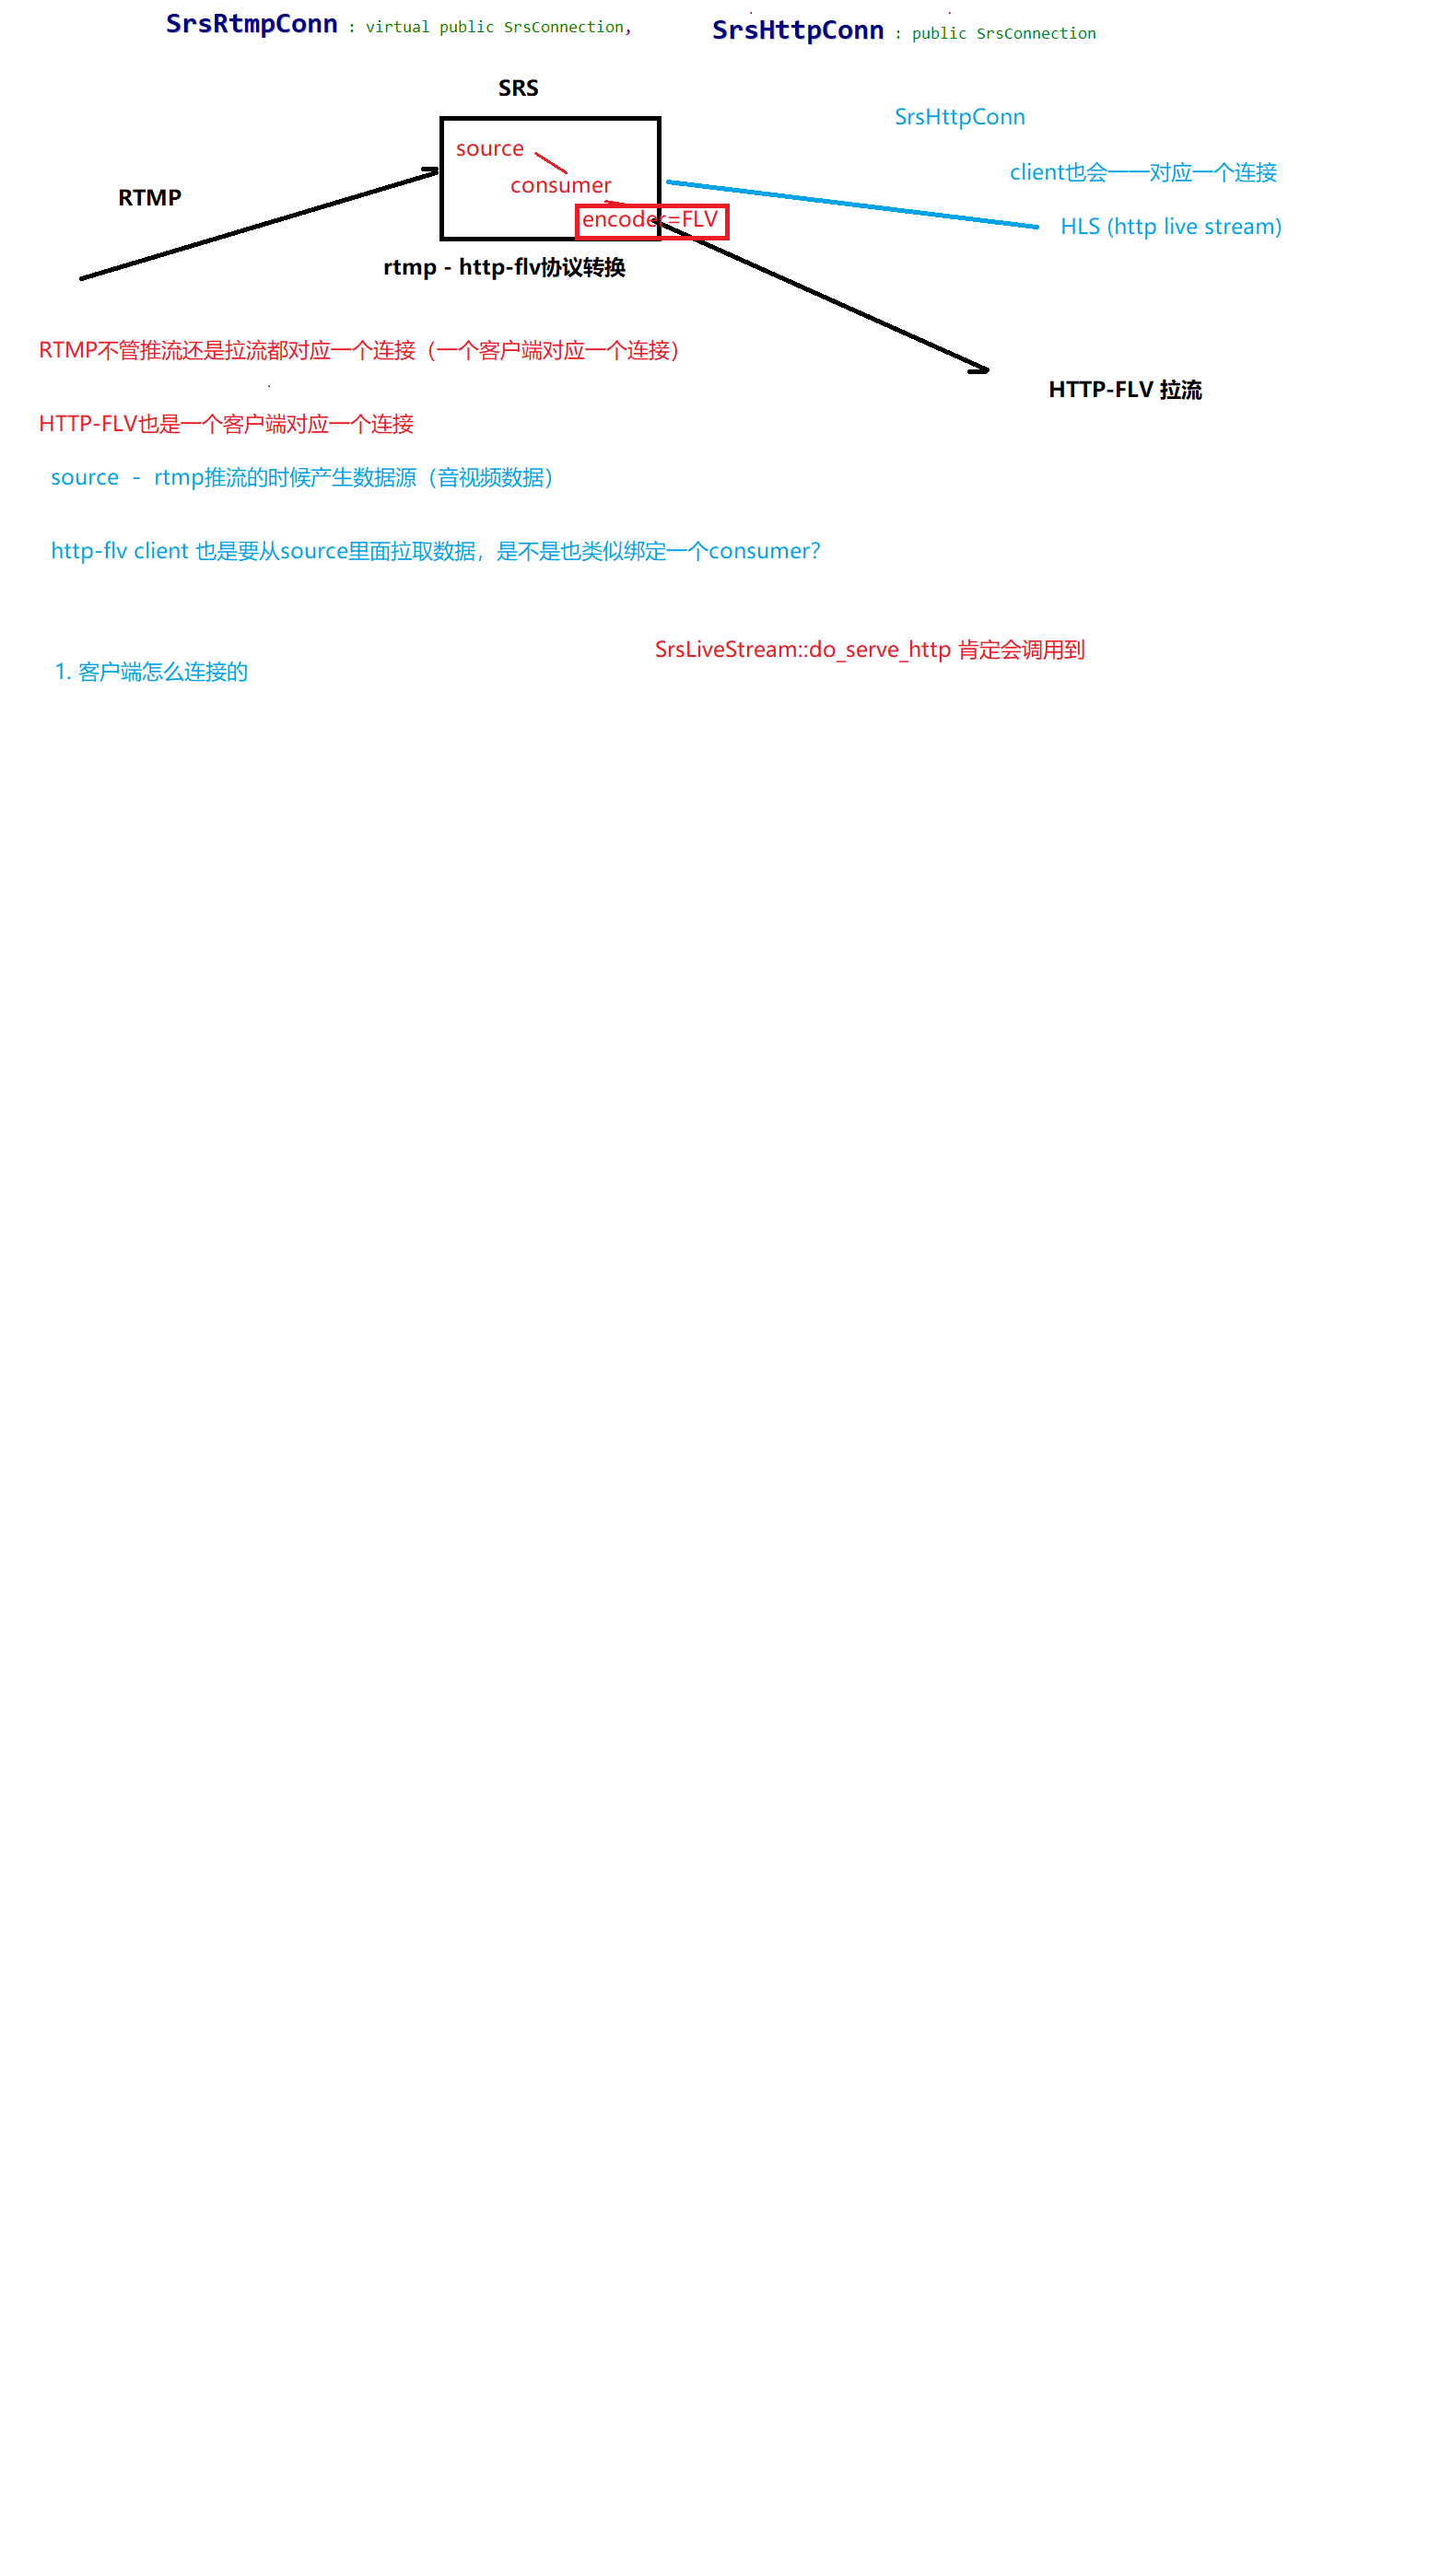 SrsRtmpConn : virtual public SrsConnection,
SrsHttpConn : public SrsConnection
SRS
SrsHttpConn
source
client也会一一对应一个连接
consumer
RTMP
encoder=FLV
HLS (http live stream)
rtmp - http-flv协议转换
RTMP不管推流还是拉流都对应一个连接（一个客户端对应一个连接）
HTTP-FLV 拉流
HTTP-FLV也是一个客户端对应一个连接
source - rtmp推流的时候产生数据源（音视频数据）
http-flv client 也是要从source里面拉取数据，是不是也类似绑定一个consumer？
SrsLiveStream::do_serve_http 肯定会调用到
1. 客户端怎么连接的